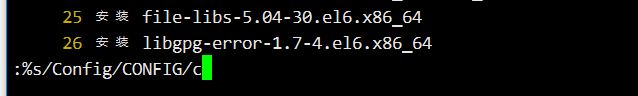 25 安装 file-libs-5.04-30.el6.x86_64
26 安装 libgpg-error-1.7-4.el6.x86_64
:%s/Config/CONFIG/c